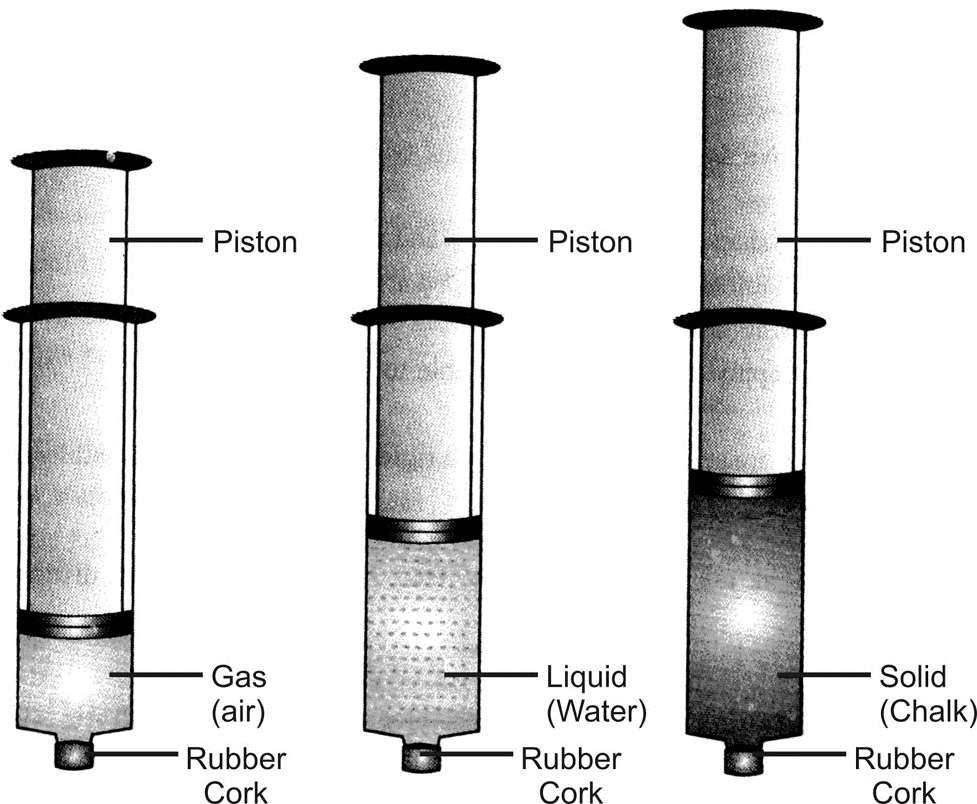 Piston
Piston
Piston
Gas
(air)
Liquid
(Water)
Solid
(Chalk)
Rubber
Cork
Rubber
Cork
Rubber
Cork